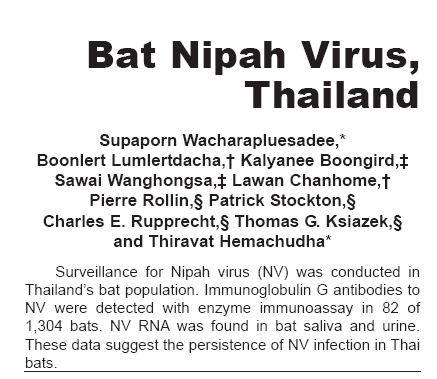 Bat Nipah Virus,
Thailand
Supaporn Wacharapluesadee,*
Boonlert Lumlertdacha,† Kalyanee Boongird,‡
Sawai Wanghongsa,‡ Lawan Chanhome,†
Pierre Rollin,§ Patrick Stockton,§
Charles E. Rupprecht,§ Thomas G. Ksiazek,§
and Thiravat Hemachudha*
Surveillance for Nipah virus (NV) was conducted in
Thailand's bat population. Immunoglobulin G antibodies to
NV were detected with enzyme immunoassay in 82 of
1,304 bats. NV RNA was found in bat saliva and urine.
These data suggest the persistence of NV infection in Thai
bats.